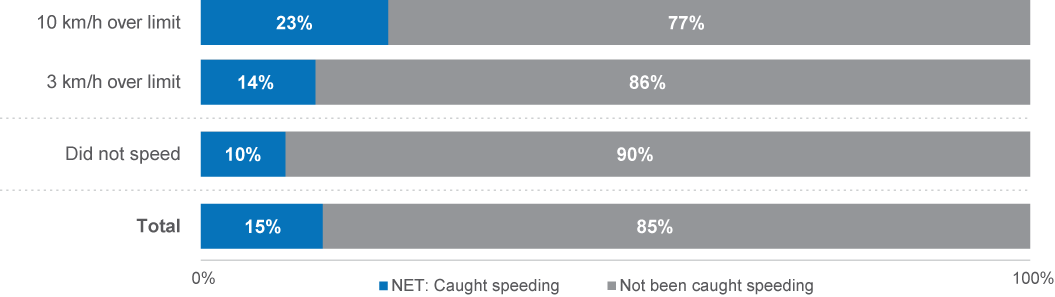 10 km/h over limit 23% 77%
3 km/h over limit 14% 86%
Did not speed 10% 90%
Total 15% 85%
0% 100%
NET: Caught speeding Not been caught speeding